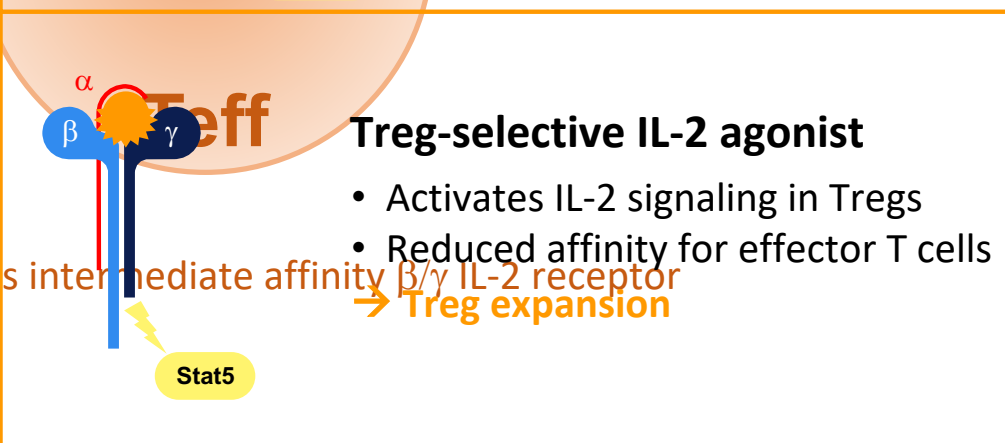 α
β
γ
Teff
Treg-selective IL-2 agonist
• Activates IL-2 signaling in Tregs
• Reduced affinity for effector T cells
s intermediate affinity β/γ IL-2 receptor
→ Treg expansion
Stat5